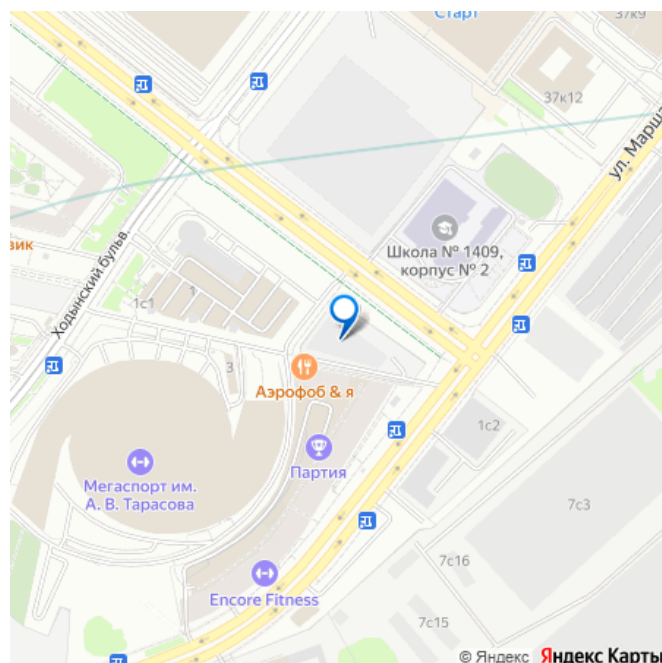 Старт
37к9
37к12
ул. Марша
Школа № 1409,
корпус № 2
Ходынский бульв.
вик
1с1
1
3
Аэрофоб & я
Партия
1с2
Мегаспорт им.
А. В. Тарасова
7с3
7с16
Encore Fitness
7с15
© Яндекс Яндекс Карты